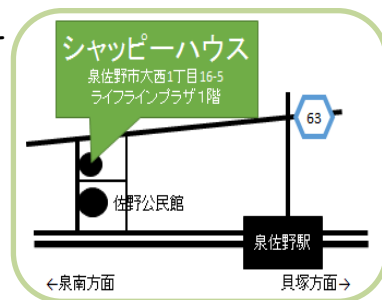 シャッピーハウス
泉佐野市大西1丁目16-5
ライフラインプラザ1階
63
佐野公民館
泉佐野駅
←泉南方面
貝塚方面→